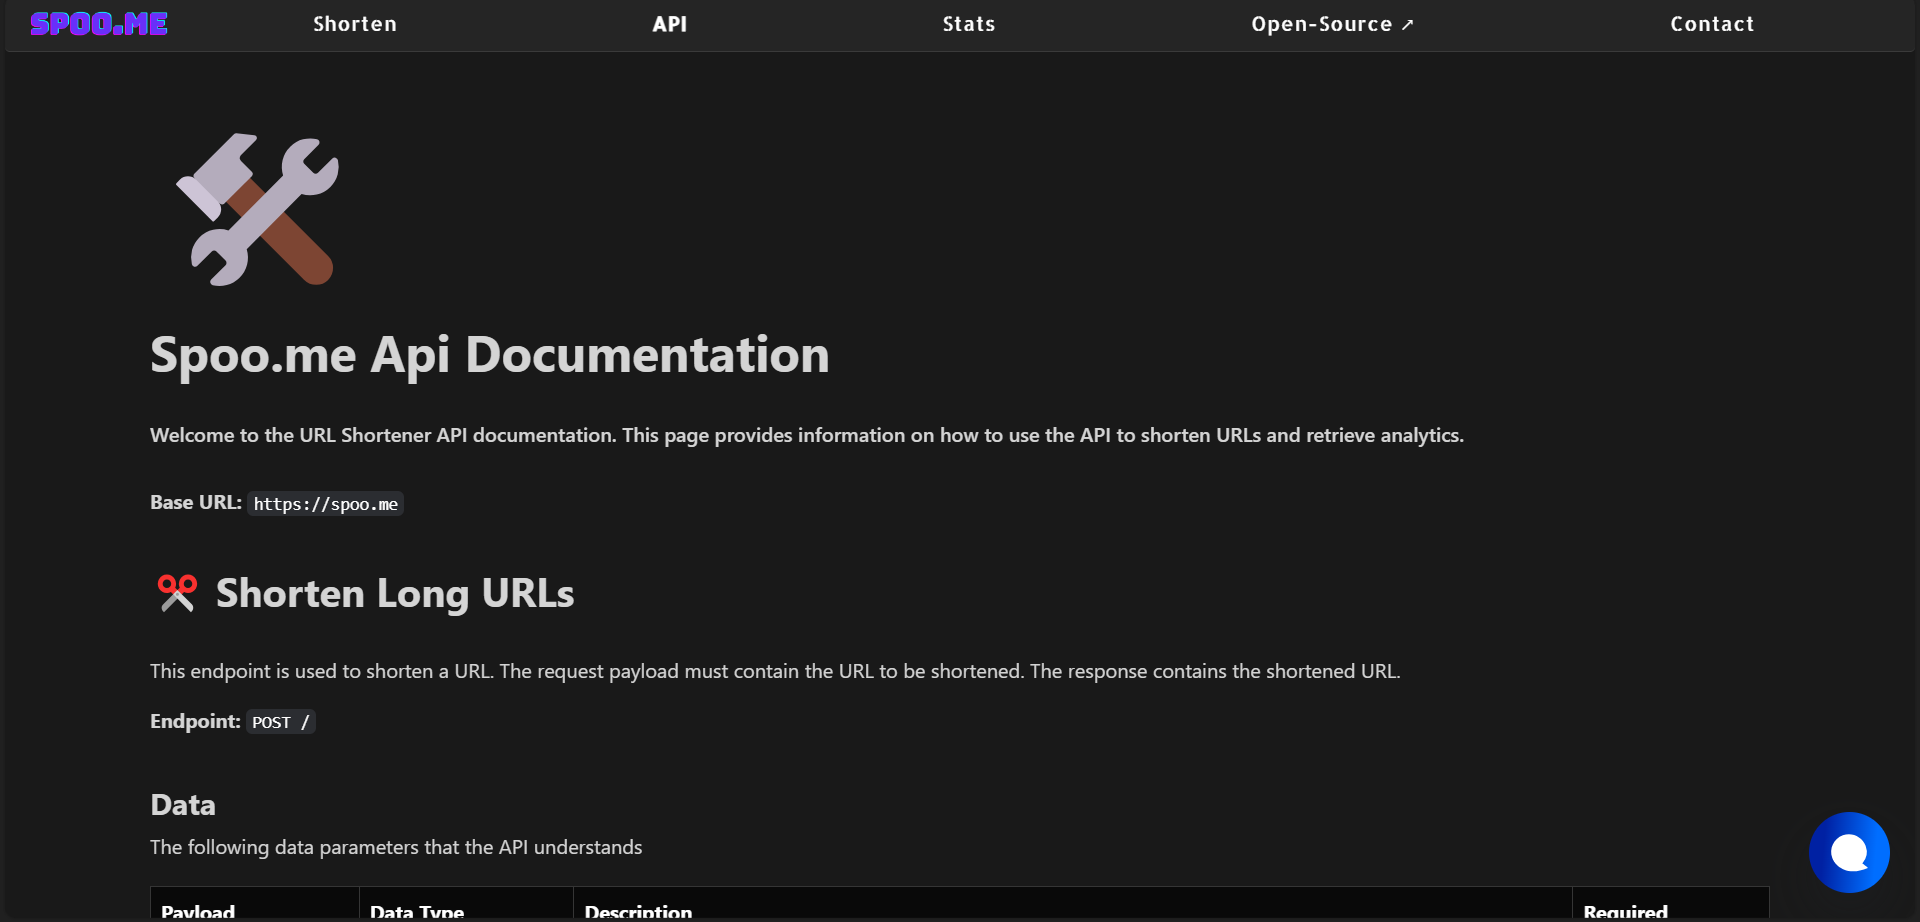 SPOO.ME Shorten API Stats Open-Source ↗ Contact
Spoo.me Api Documentation
Welcome to the URL Shortener API documentation. This page provides information on how to use the API to shorten URLs and retrieve analytics.
Base URL: https://spoo.me
Shorten Long URLs
This endpoint is used to shorten a URL. The request payload must contain the URL to be shortened. The response contains the shortened URL.
Endpoint: POST /
Data
The following data parameters that the API understands
Payload Data Type Description Required